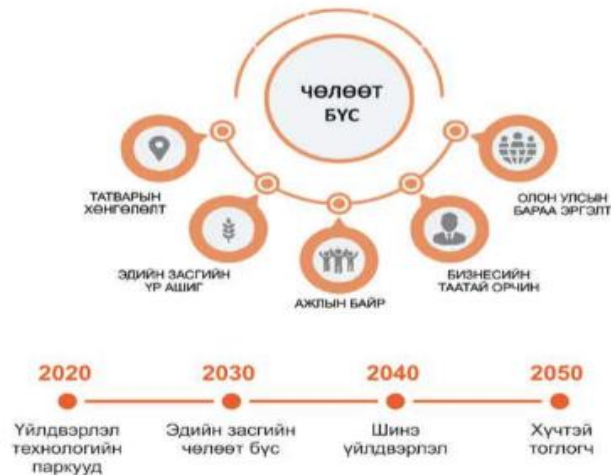 ЧӨЛӨӨТ
БҮС
ТАТВАРЫН
ХӨНГӨЛӨЛТ
ЭДИЙН ЗАСГИЙН
ҮР АШИГ
АЖЛЫН БАЙР
БИЗНЕСИЙН
ТААТАЙ ОРЧИН
ОЛОН УЛСЫН
БАРАА ЭРГЭЛТ
2020
2030
2040
2050
Үйлдвэрлэл
технологийн
паркууд
Эдийн засгийн
чөлөөт бүс
Шинэ
үйлдвэрлэл
Хүчтэй
тоглогч